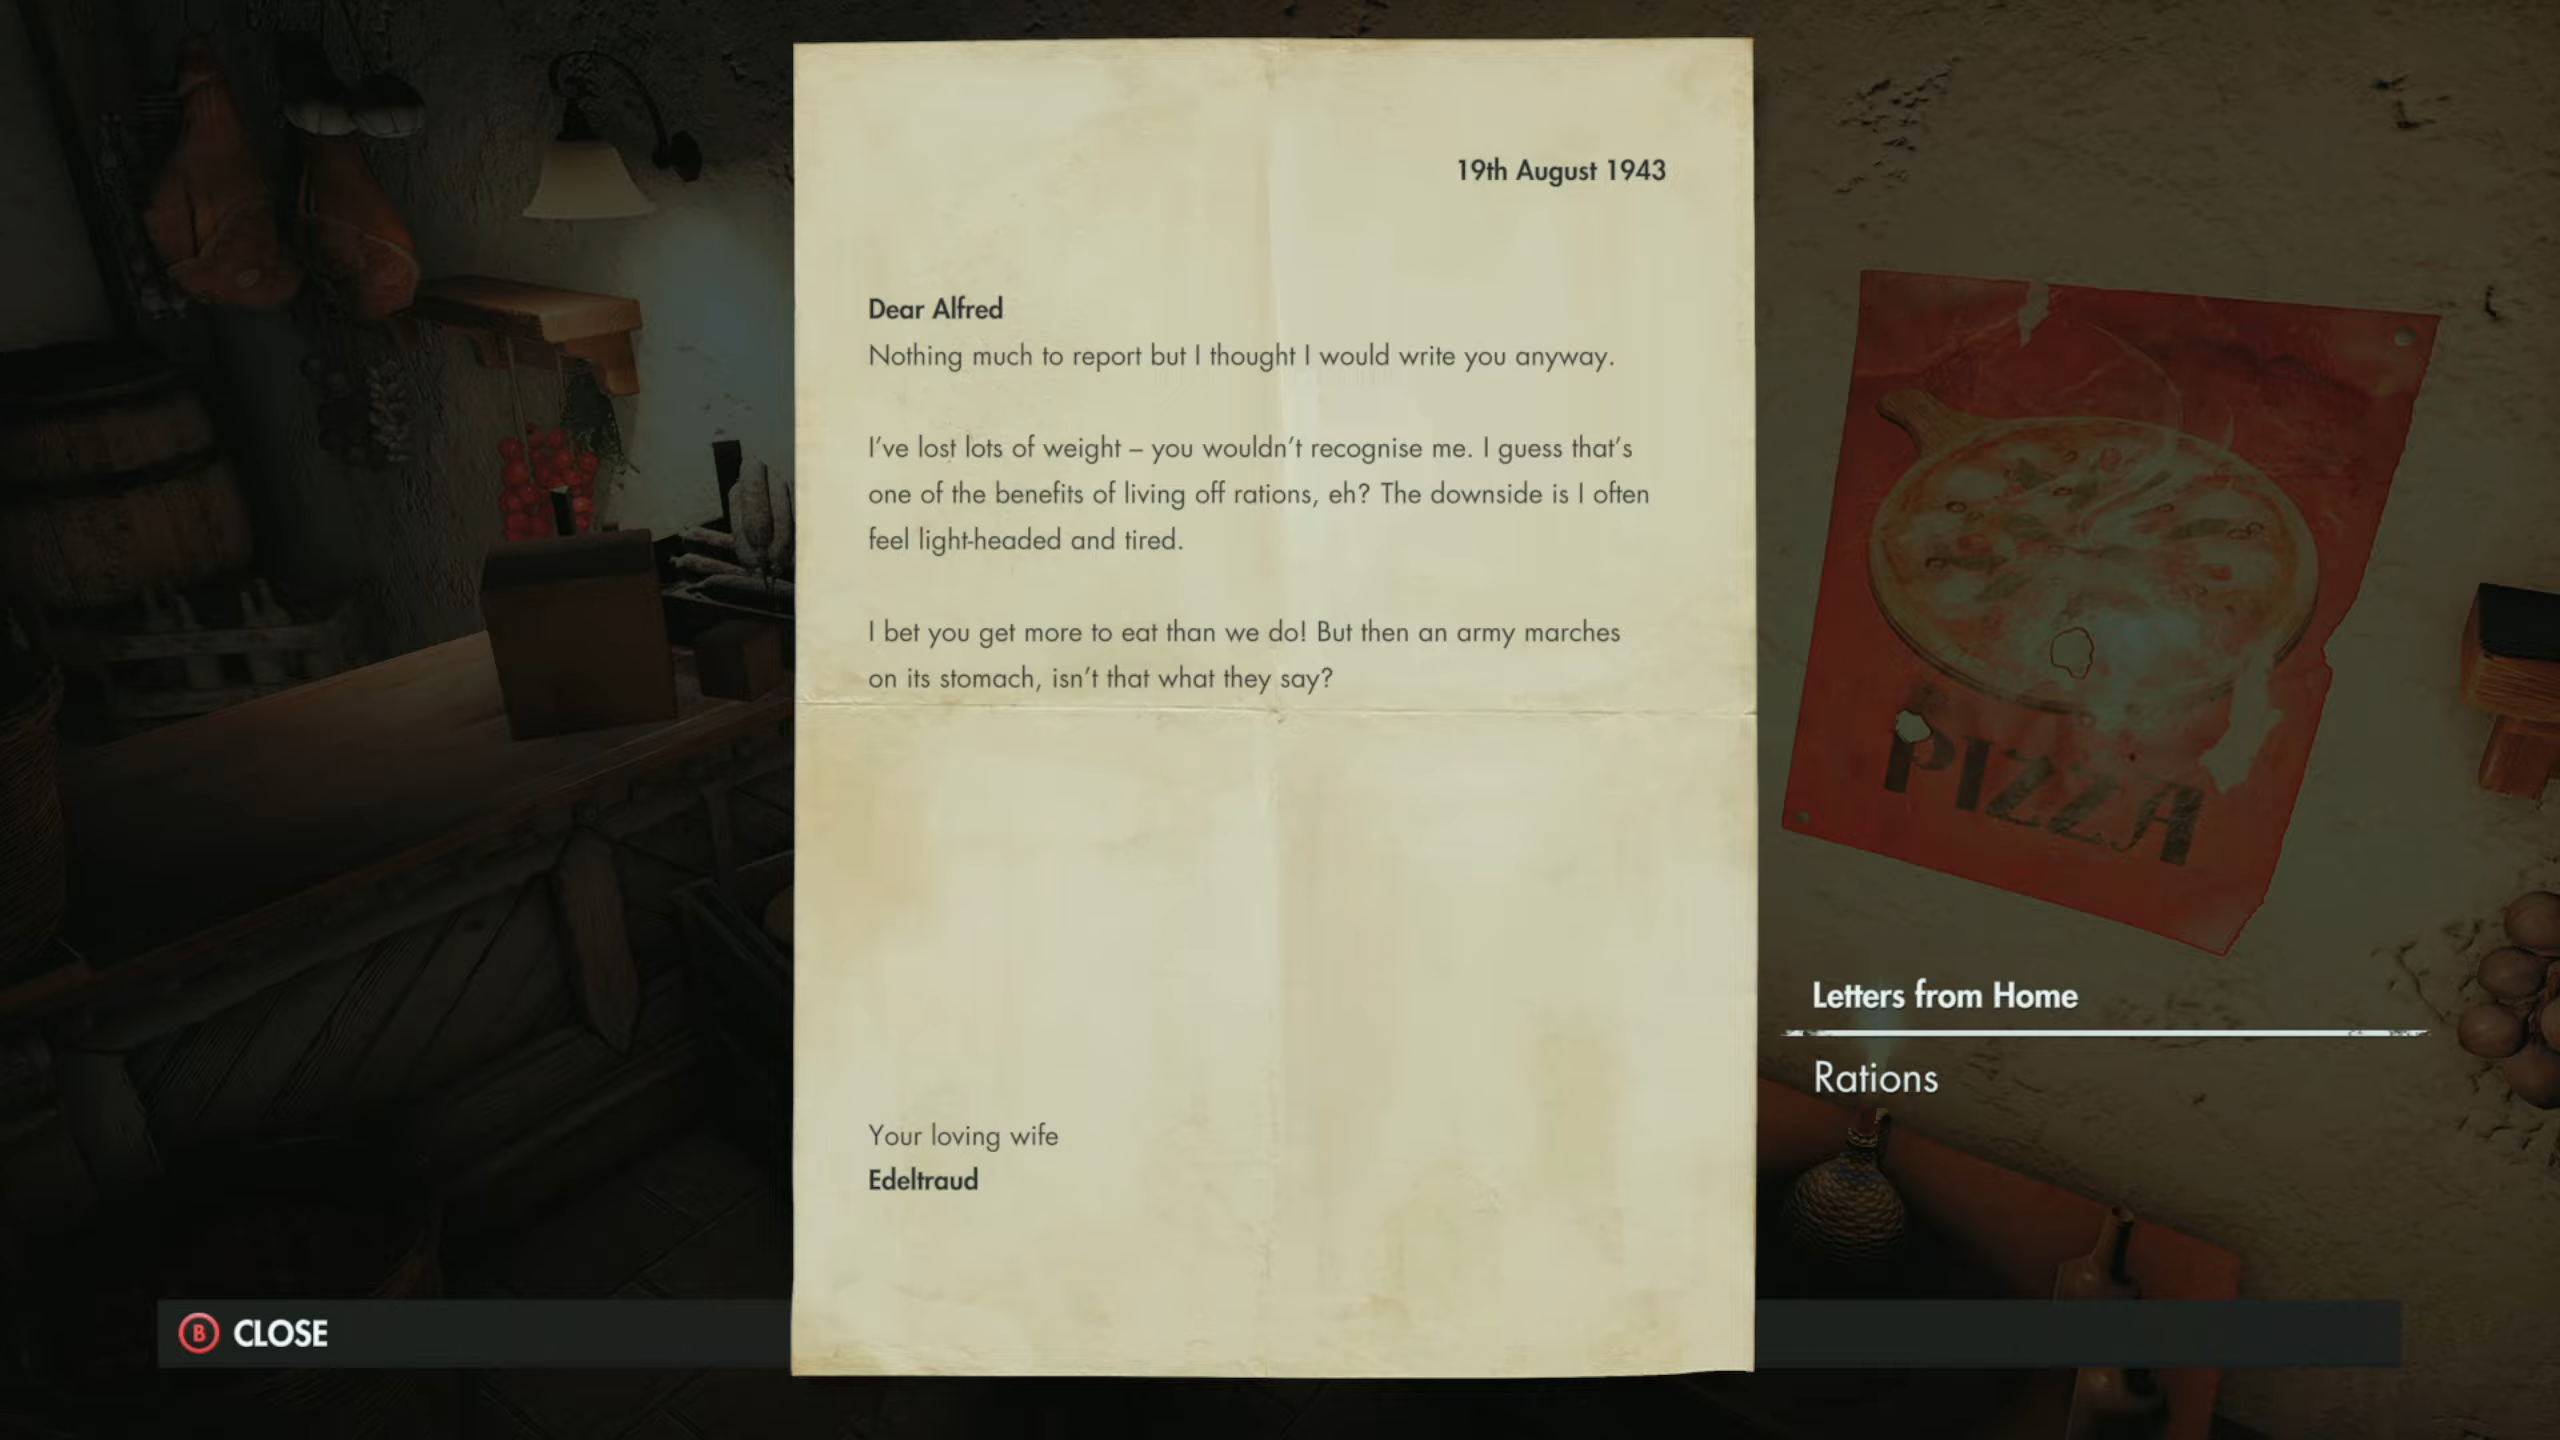 19th August 1943
Dear Alfred
Nothing much to report but I thought I would write you anyway.
I've lost lots of weight – you wouldn't recognise me. I guess that's
one of the benefits of living off rations, eh? The downside is I often
feel light-headed and tired.
I bet you get more to eat than we do! But then an army marches
on its stomach, isn't that what they say?
Your loving wife
Edeltraud
PIZZA
Letters from Home
Rations
B CLOSE